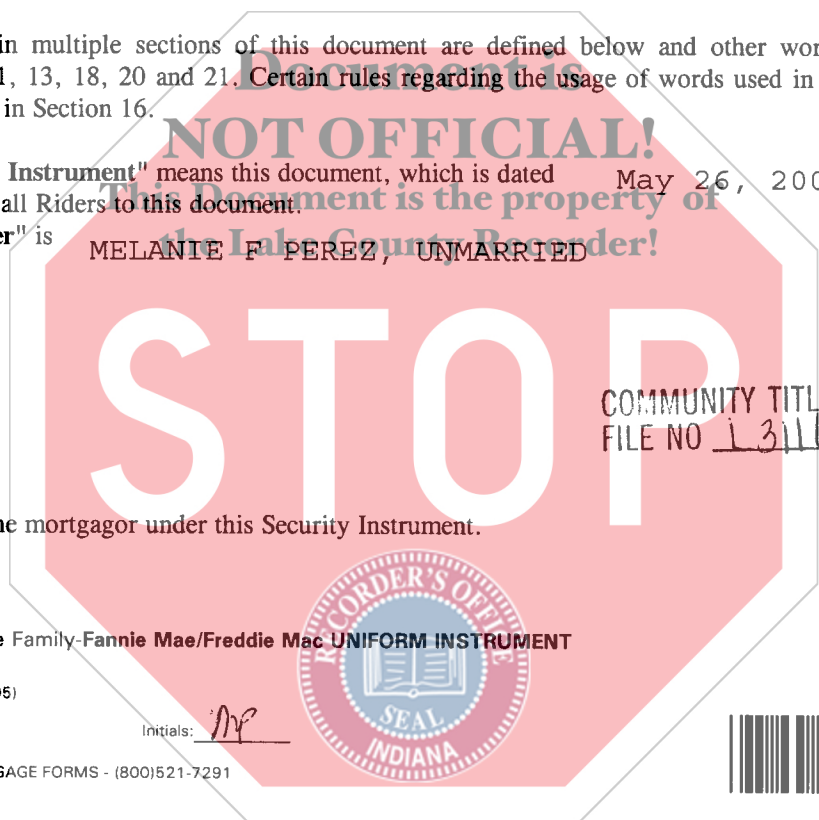 in multiple sections of this document are defined below and other wor
1, 13, 18, 20 and 21. Certain rules regarding the usage of words used in
in Section 16.
Document is
NOT OFFICIAL!
This Document is the property of
the Lake County Recorder!
Instrument" means this document, which is dated May 26, 200
all Riders to this document.
er" is
MELANIE F PEREZ, UNMARRIED
STOP
COMMUNITY TITL
FILE NO
he mortgagor under this Security Instrument.
RECORDER'S OFFICE
SEAL
INDIANA
e Family-Fannie Mae/Freddie Mac UNIFORM INSTRUMENT
05)
Initials:
GAGE FORMS - (800)521-7291